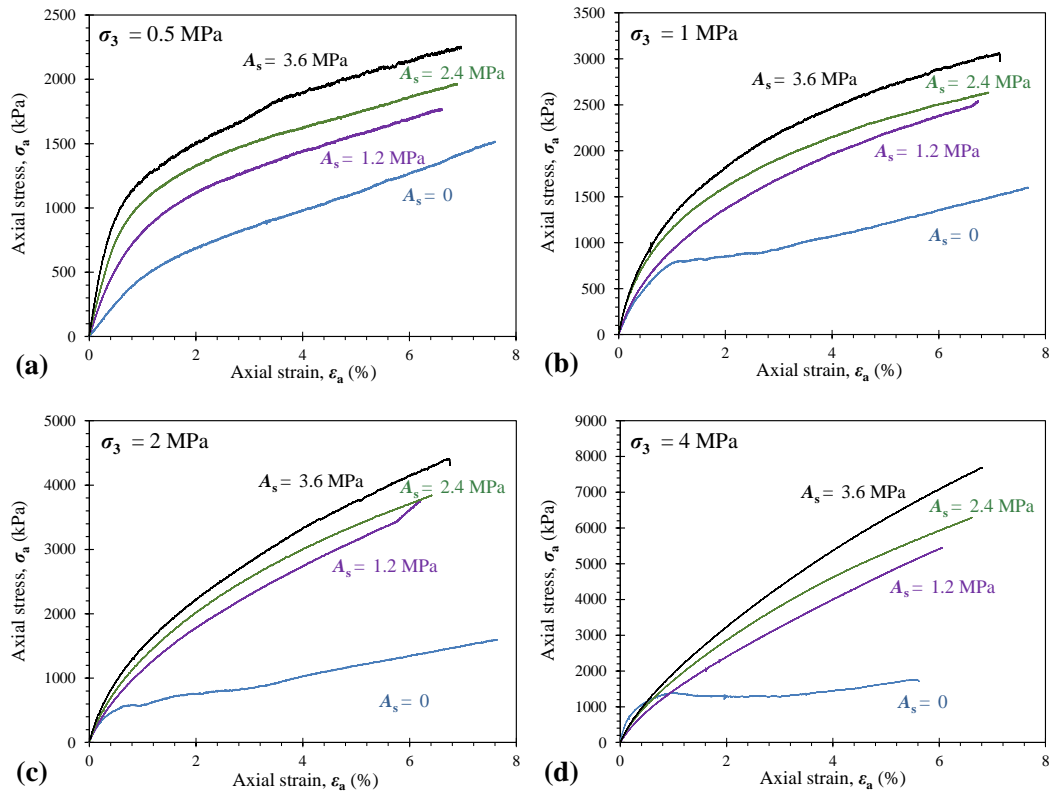 σ₃ = 0.5 MPa
Aₛ = 3.6 MPa
Aₛ = 2.4 MPa
Aₛ = 1.2 MPa
Aₛ = 0
Axial stress, σₐ (kPa)
2500
2000
1500
1000
500
0
0 2 4 6 8
Axial strain, εₐ (%)
(a)
σ₃ = 1 MPa
Aₛ = 3.6 MPa
Aₛ = 2.4 MPa
Aₛ = 1.2 MPa
Aₛ = 0
Axial stress, σₐ (kPa)
3500
3000
2500
2000
1500
1000
500
0
0 2 4 6 8
Axial strain, εₐ (%)
(b)
σ₃ = 2 MPa
Aₛ = 3.6 MPa
Aₛ = 2.4 MPa
Aₛ = 1.2 MPa
Aₛ = 0
Axial stress, σₐ (kPa)
5000
4000
3000
2000
1000
0
0 2 4 6 8
Axial strain, εₐ (%)
(c)
σ₃ = 4 MPa
Aₛ = 3.6 MPa
Aₛ = 2.4 MPa
Aₛ = 1.2 MPa
Aₛ = 0
Axial stress, σₐ (kPa)
9000
8000
7000
6000
5000
4000
3000
2000
1000
0
0 2 4 6 8
Axial strain, εₐ (%)
(d)